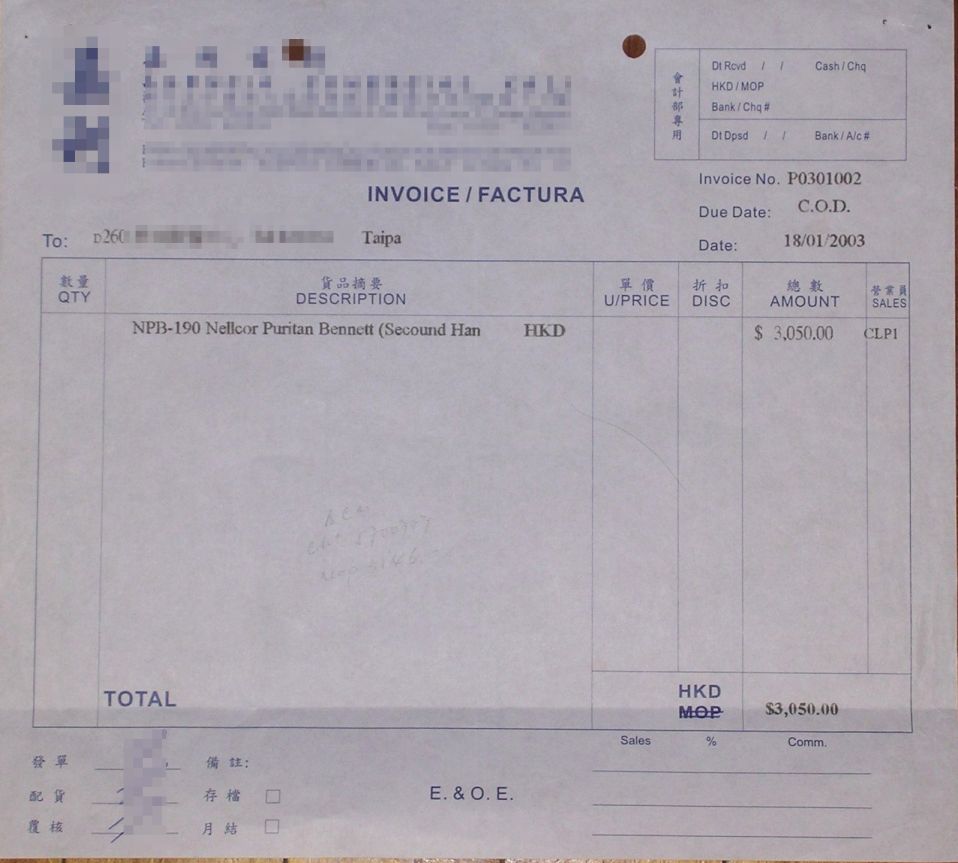 會計部專用
Dt Rcvd / / Cash / Chq
HKD / MOP
Bank / Chq #
Dt Dpsd / / Bank / A/c #
INVOICE / FACTURA
Invoice No. P0301002
Due Date: C.O.D.
Date: 18/01/2003
To: D260 Taipa
數量 貨品摘要 單價 折扣 總數 營業員
QTY DESCRIPTION U/PRICE DISC AMOUNT SALES
NPB-190 Nellcor Puritan Bennett (Secound Han HKD $ 3,050.00 CLP1
TOTAL HKD $3,050.00
MOP
Sales % Comm.
發單 備註:
配貨 存檔
覆核 月結
E. & O. E.